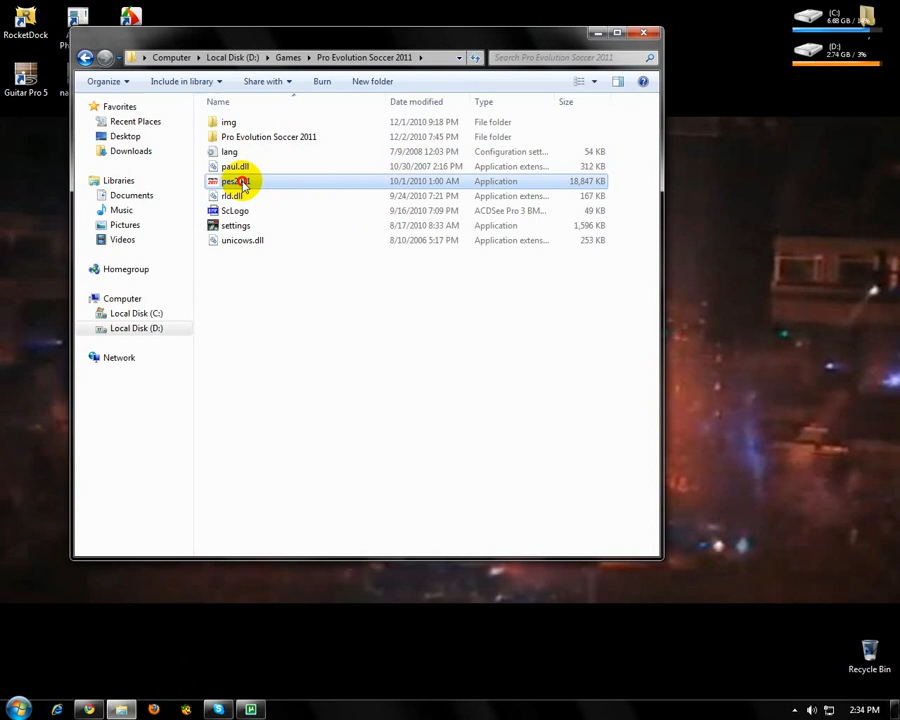 RocketDock
Guitar Pro 5
(C:)
6.68 GB /
(D:)
2.74 GB / 3%
Computer
Local Disk (D:)
Games
Pro Evolution Soccer 2011
Search Pro Evolution Soccer 2011
Organize
Include in library
Share with
Burn
New folder
Favorites
Recent Places
Desktop
Downloads
Libraries
Documents
Music
Pictures
Videos
Homegroup
Computer
Local Disk (C:)
Local Disk (D:)
Network
Name Date modified Type Size
img 12/1/2010 9:18 PM File folder
Pro Evolution Soccer 2011 12/2/2010 7:45 PM File folder
lang 7/9/2008 12:03 PM Configuration sett... 54 KB
paul.dll 10/30/2007 2:16 PM Application extens... 312 KB
10/1/2010 1:00 AM Application 18,847 KB
rld.dll 9/24/2010 7:21 PM Application extens... 167 KB
ScLogo 9/16/2010 7:09 PM ACDSee Pro 3 BM... 49 KB
settings 8/17/2010 8:33 AM Application 1,596 KB
unicows.dll 8/10/2006 5:17 PM Application extens... 253 KB
Recycle Bin
2:34 PM